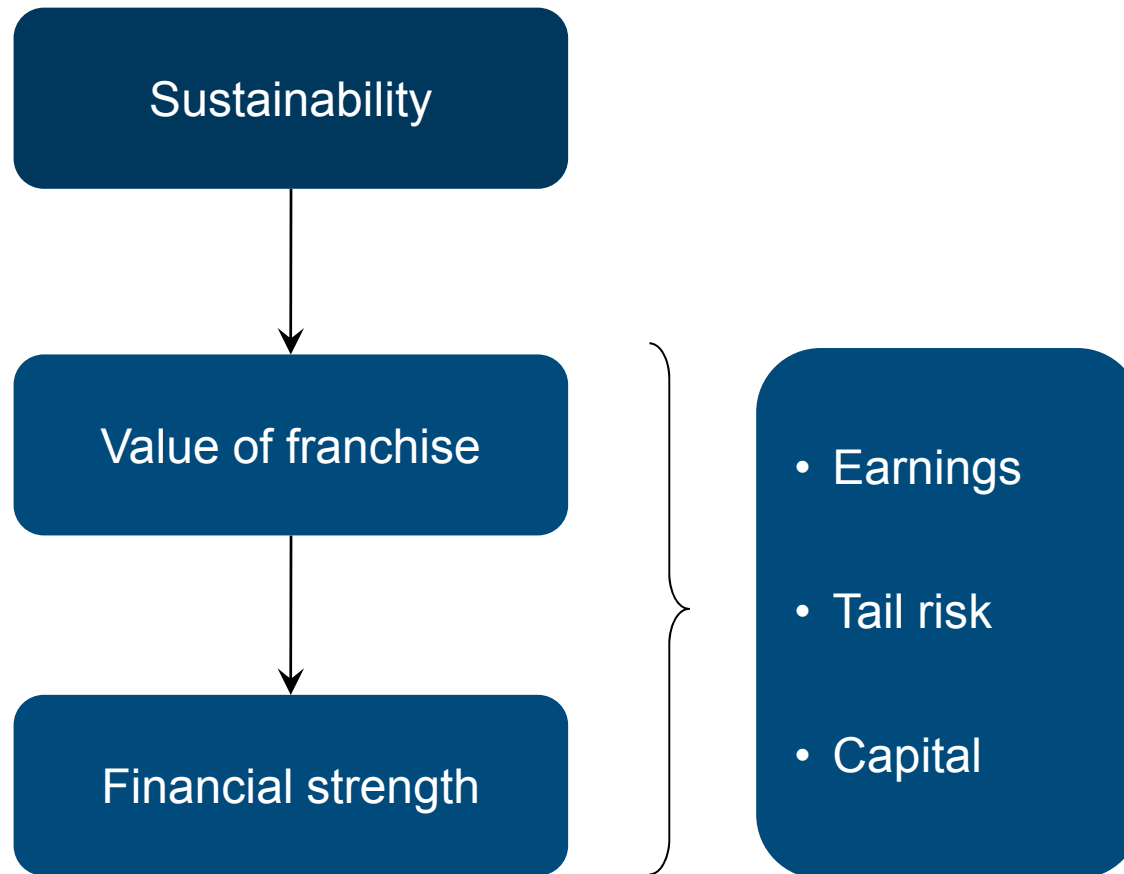 Sustainability
Value of franchise
Financial strength
• Earnings
• Tail risk
• Capital